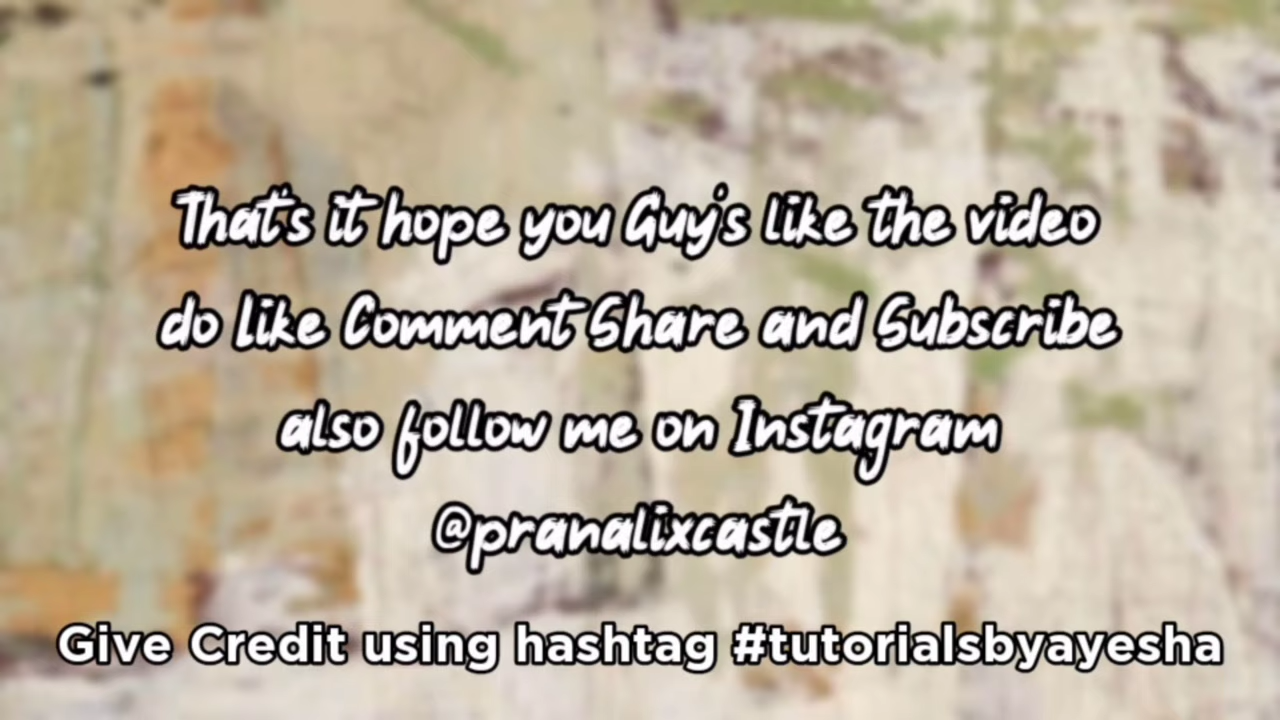 That's it hope you Guy's like the video
do like Comment Share and Subscribe
also follow me on Instagram
@pranalixcastle
Give Credit using hashtag #tutorialsbyayesha